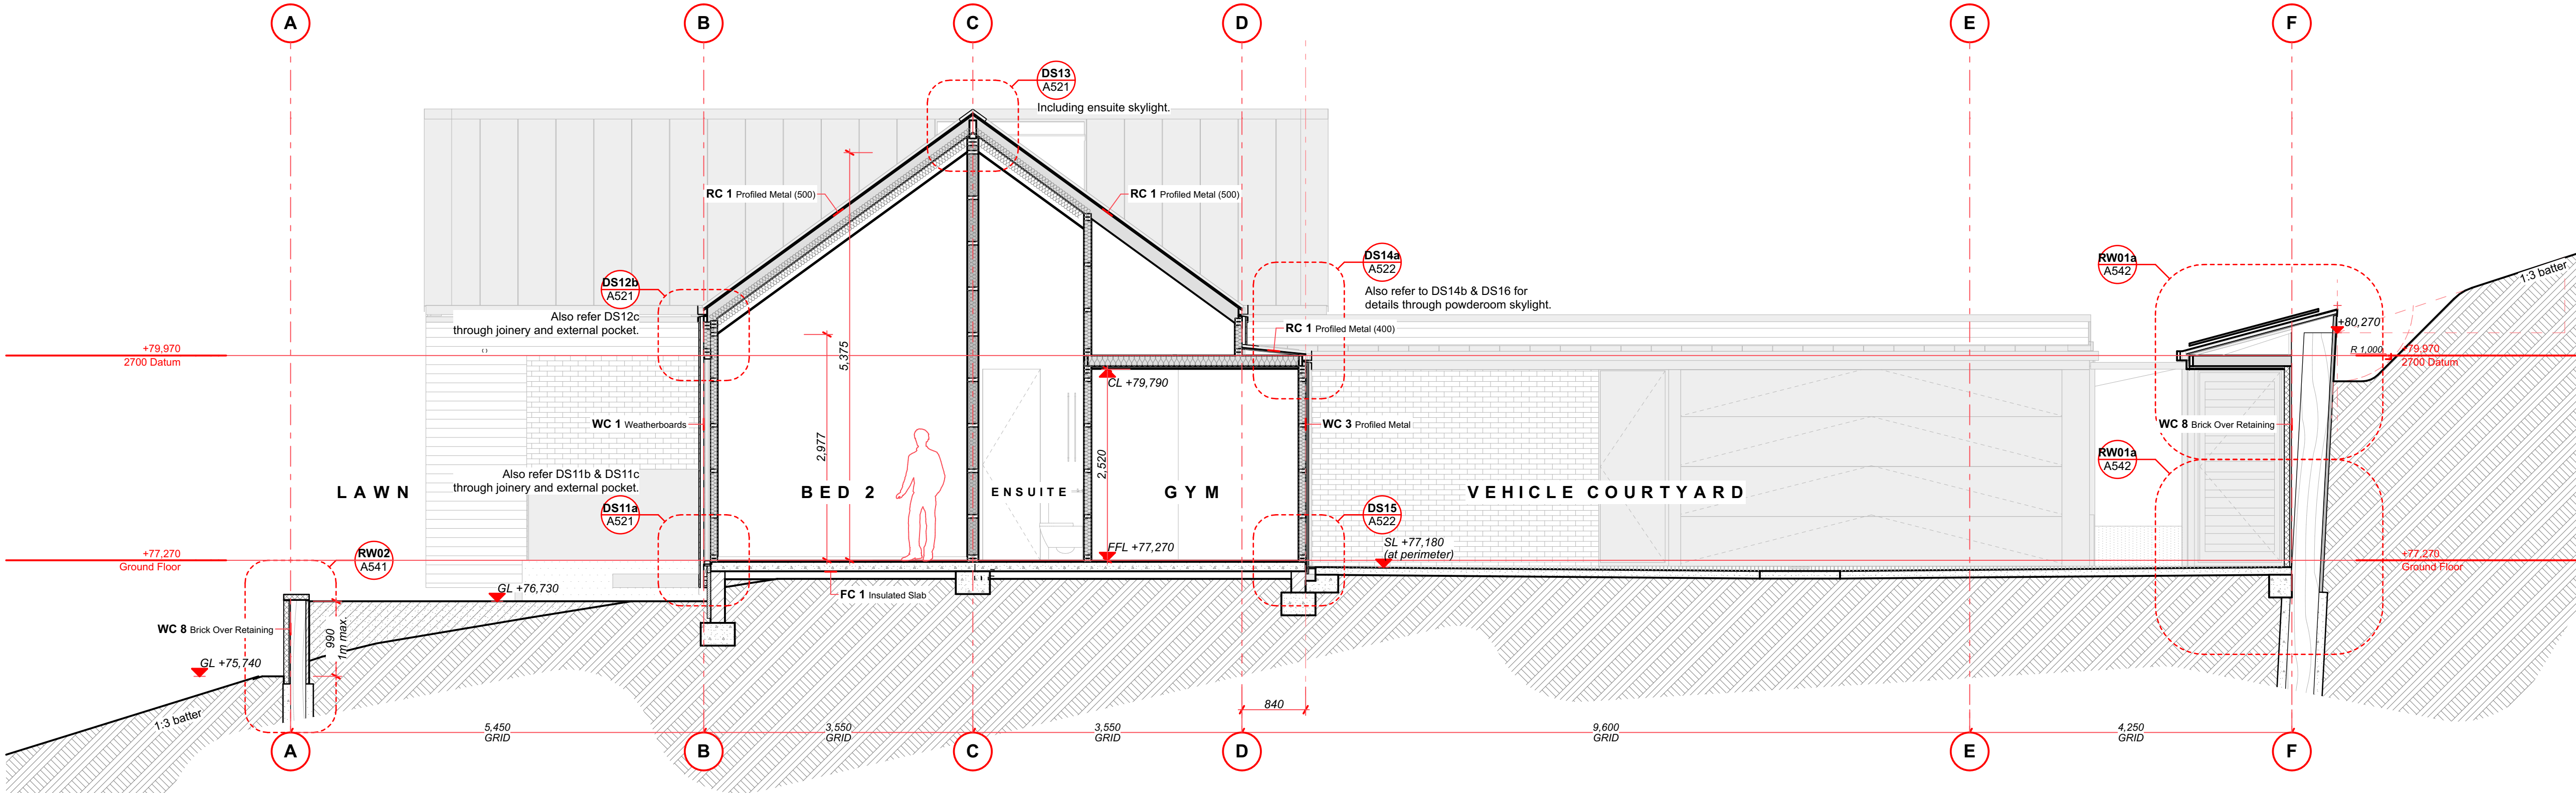 A
B
C
D
E
F
DS13
A521
Including ensuite skylight.
RC 1 Profiled Metal (500)
RC 1 Profiled Metal (500)
DS12b
A521
Also refer DS12c
through joinery and external pocket.
DS14a
A522
Also refer to DS14b & DS16 for
details through powderoom skylight.
RC 1 Profiled Metal (400)
RW01a
A542
1:3 batter
+80,270
R 1,000
+79,970
2700 Datum
+79,970
2700 Datum
5,375
2,977
CL +79,790
2,520
WC 1 Weatherboards
WC 3 Profiled Metal
WC 8 Brick Over Retaining
RW01a
A542
Also refer DS11b & DS11c
through joinery and external pocket.
LAWN
BED 2
ENSUITE
GYM
VEHICLE COURTYARD
DS11a
A521
DS15
A522
FFL +77,270
SL +77,180
(at perimeter)
+77,270
Ground Floor
+77,270
Ground Floor
RW02
A541
GL +76,730
FC 1 Insulated Slab
WC 8 Brick Over Retaining
990
1m max.
GL +75,740
1:3 batter
840
5,450
GRID
3,550
GRID
3,550
GRID
9,600
GRID
4,250
GRID
A
B
C
D
E
F